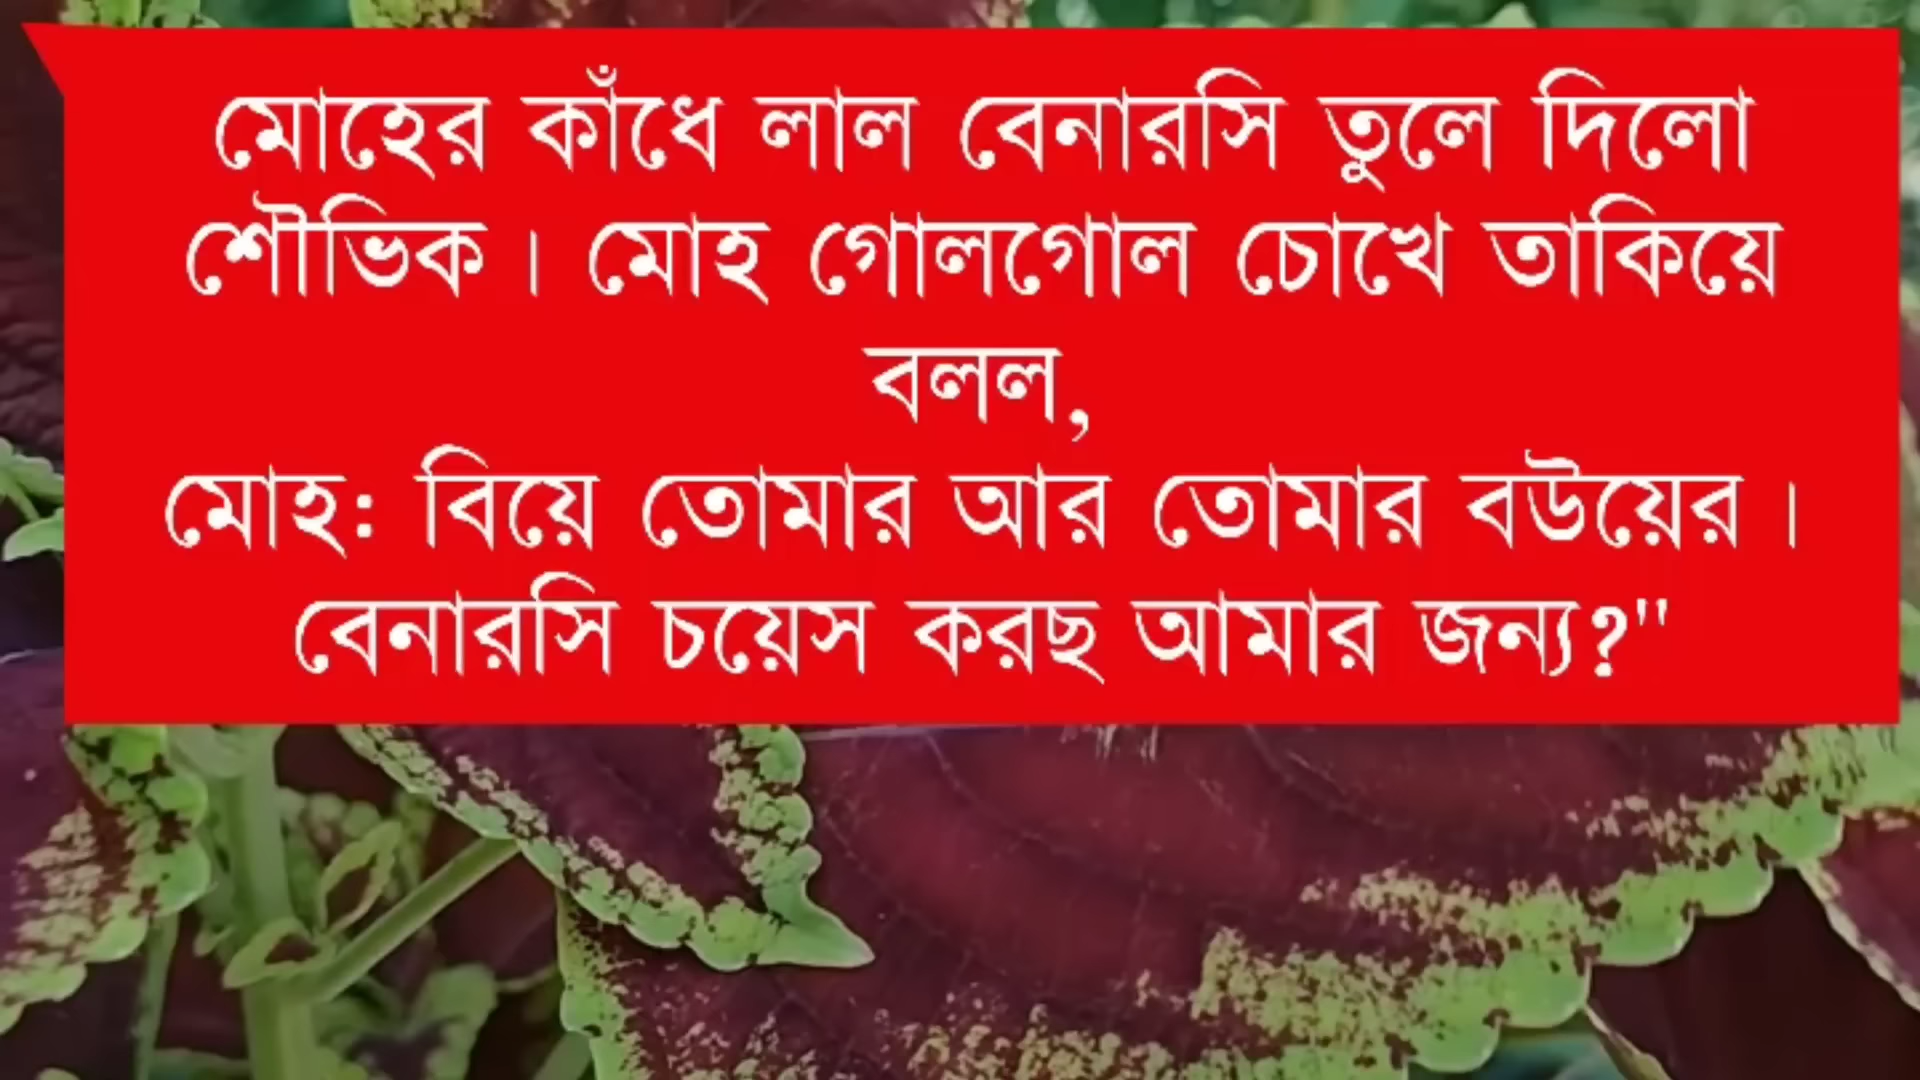 মোহের কাঁধে লাল বেনারসি তুলে দিলো
শৌভিক। মোহ গোলগোল চোখে তাকিয়ে
বলল,
মোহঃ বিয়ে তোমার আর তোমার বউয়ের।
বেনারসি চয়েস করছ আমার জন্য?"